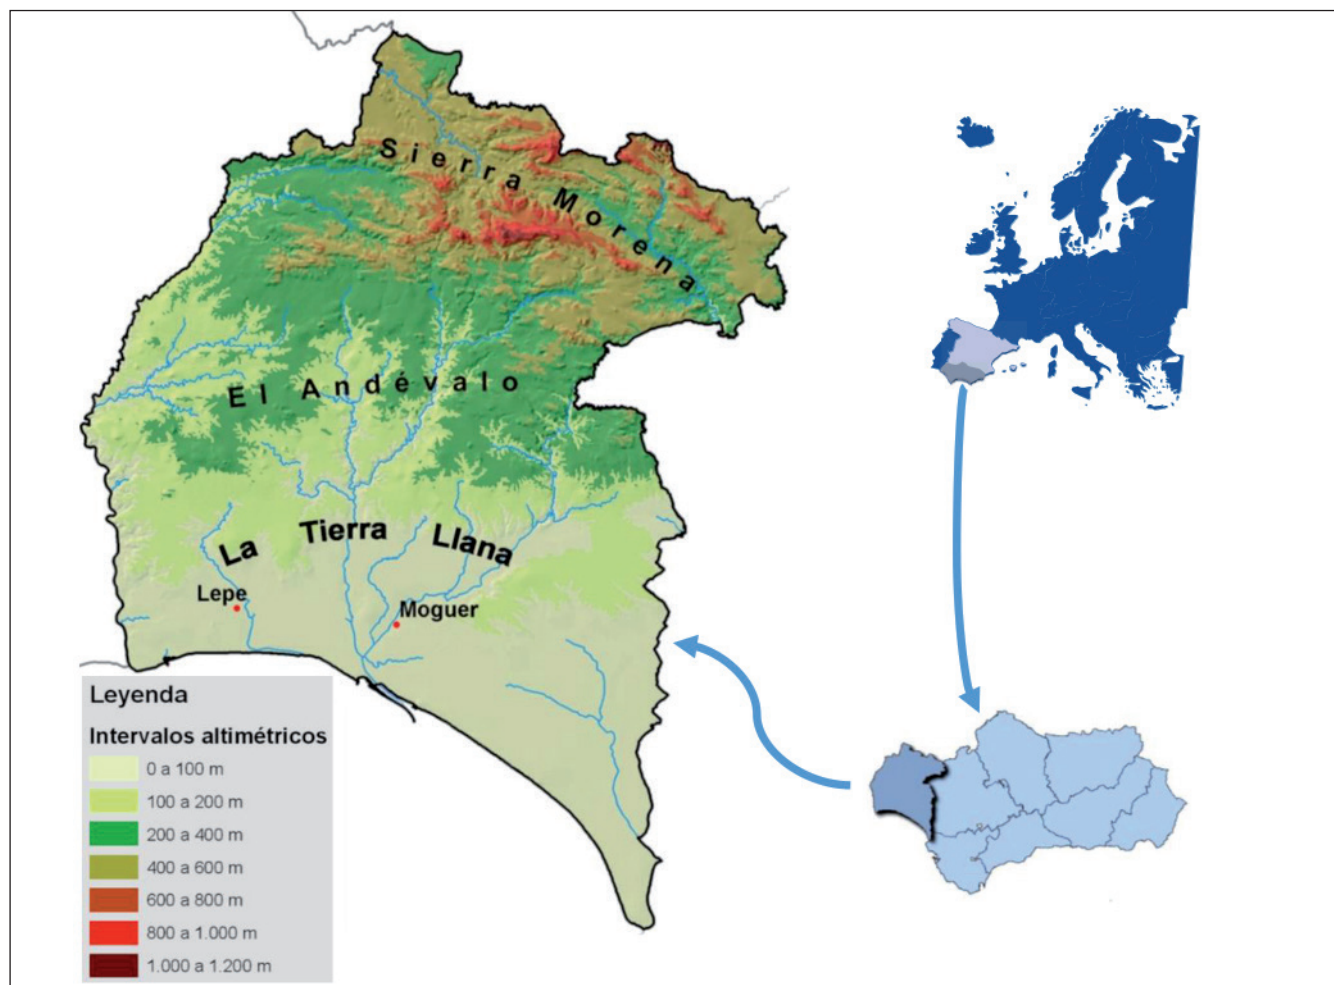 Sierra Morena
El Andévalo
La Tierra Llana
Lepe
Moguer
Leyenda
Intervalos altimétricos
0 a 100 m
100 a 200 m
200 a 400 m
400 a 600 m
600 a 800 m
800 a 1.000 m
1.000 a 1.200 m